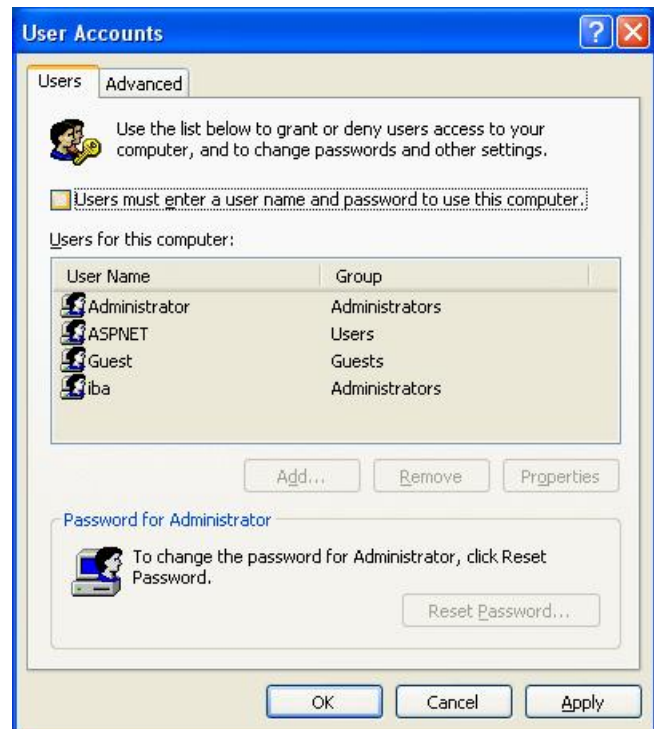 User Accounts
Users Advanced
Use the list below to grant or deny users access to your
computer, and to change passwords and other settings.
Users must enter a user name and password to use this computer.
Users for this computer:
User Name Group
Administrator Administrators
ASPNET Users
Guest Guests
iba Administrators
Add... Remove Properties
Password for Administrator
To change the password for Administrator, click Reset
Password.
Reset Password...
OK Cancel Apply